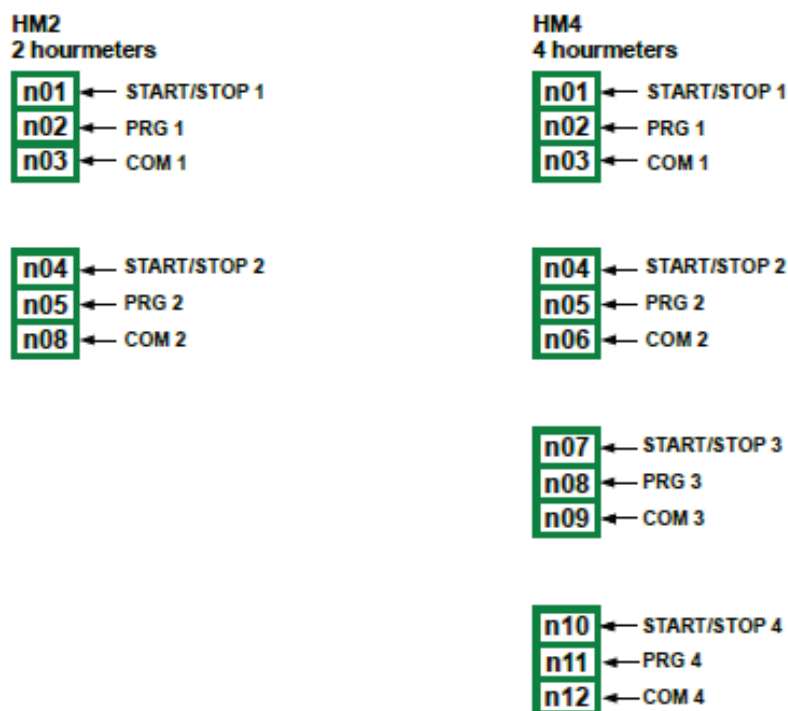 HM2
2 hourmeters
n01 START/STOP 1
n02 PRG 1
n03 COM 1
n04 START/STOP 2
n05 PRG 2
n08 COM 2
HM4
4 hourmeters
n01 START/STOP 1
n02 PRG 1
n03 COM 1
n04 START/STOP 2
n05 PRG 2
n06 COM 2
n07 START/STOP 3
n08 PRG 3
n09 COM 3
n10 START/STOP 4
n11 PRG 4
n12 COM 4